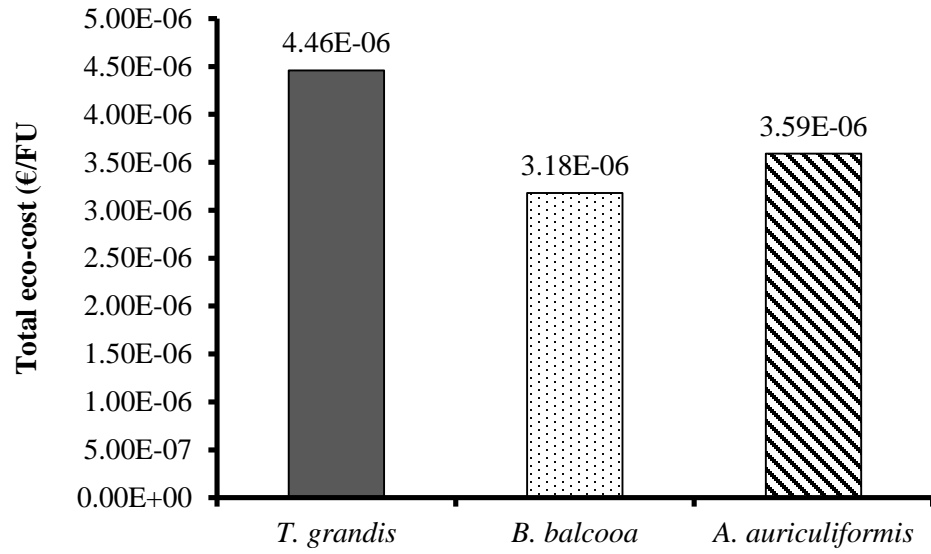 Total eco-cost (€/FU)
5.00E-06
4.50E-06
4.00E-06
3.50E-06
3.00E-06
2.50E-06
2.00E-06
1.50E-06
1.00E-06
5.00E-07
0.00E+00
4.46E-06
3.18E-06
3.59E-06
T. grandis
B. balcooa
A. auriculiformis